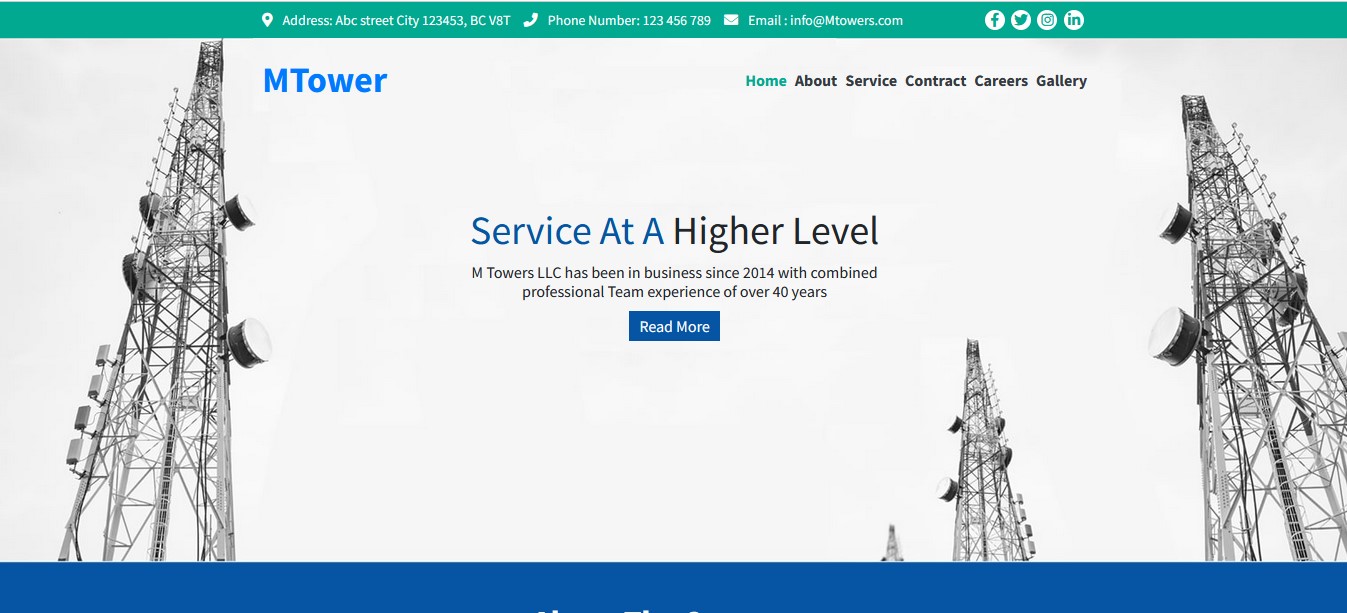 Address: Abc street City 123453, BC V8T Phone Number: 123 456 789 Email : info@Mtowers.com
MTower
Home About Service Contract Careers Gallery
Service At A Higher Level
M Towers LLC has been in business since 2014 with combined
professional Team experience of over 40 years
Read More